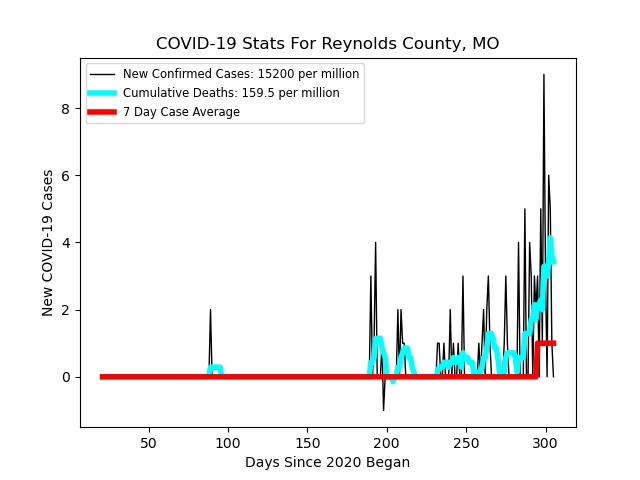 COVID-19 Stats For Reynolds County, MO
New Confirmed Cases: 15200 per million
Cumulative Deaths: 159.5 per million
7 Day Case Average
New COVID-19 Cases
8
6
4
2
0
50 100 150 200 250 300
Days Since 2020 Began